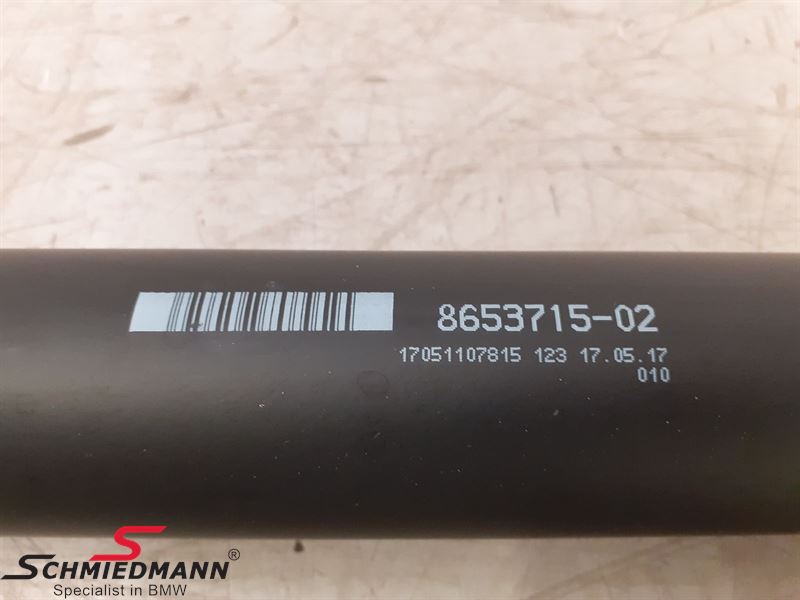 8653715-02
17051107815 123 17.05.17
010
SCHMIEDMANN®
Specialist in BMW